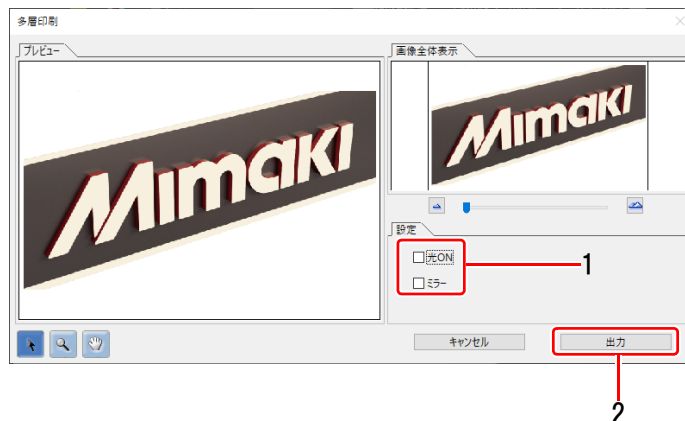 多層印刷
プレビュー
画像全体表示
Mimaki
Mimaki
設定
光ON
ミラー
1
キャンセル
出力
2